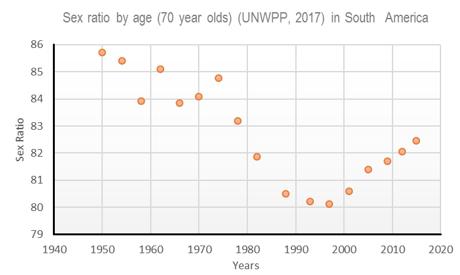 Sex ratio by age (70 year olds) (UNWPP, 2017) in South America
86
85
84
83
82
81
80
79
Sex Ratio
1940 1950 1960 1970 1980 1990 2000 2010 2020
Years